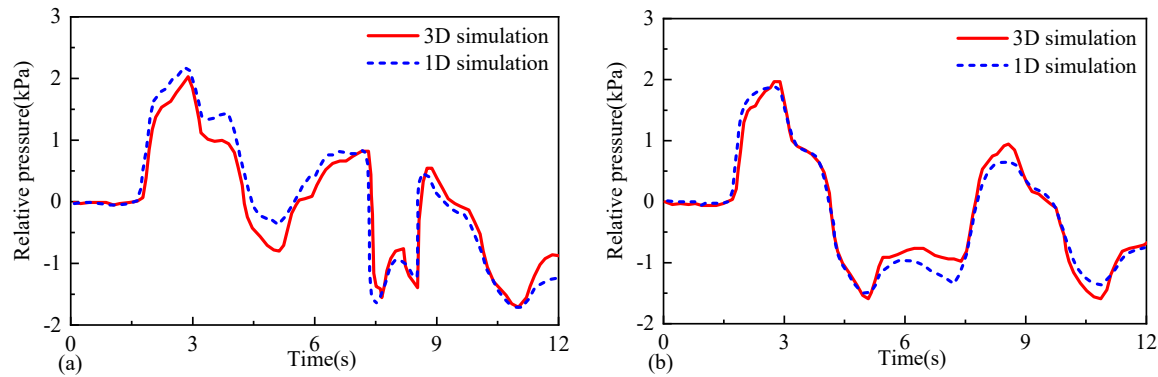 3
2
1
0
-1
-2
Relative pressure(kPa)
3D simulation
1D simulation
0
3
6
9
12
Time(s)
(a)
3
2
1
0
-1
-2
Relative pressure(kPa)
3D simulation
1D simulation
0
3
6
9
12
Time(s)
(b)